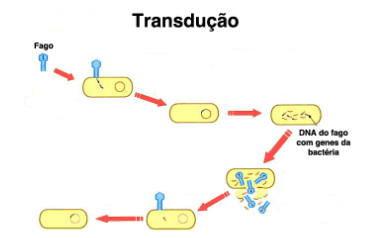 Transdução
Fago
DNA do fago
com genes da
bactéria